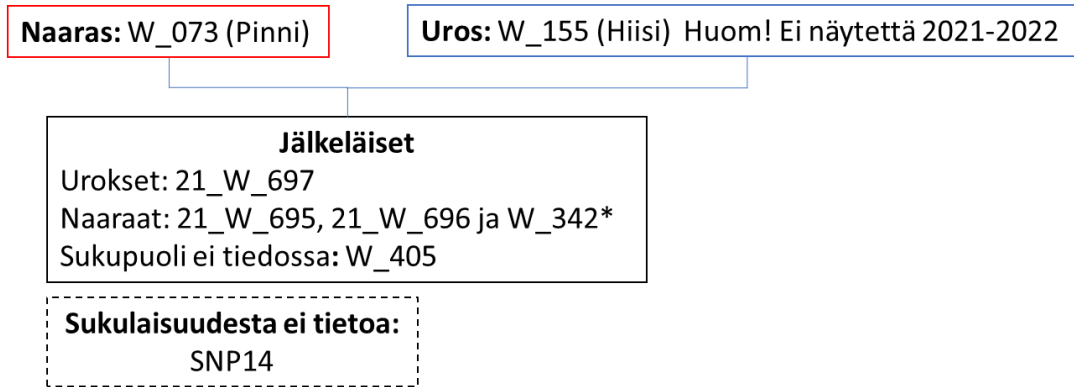 Naaras: W_073 (Pinni)
Uros: W_155 (Hiisi) Huom! Ei näytettä 2021-2022
Jälkeläiset
Urokset: 21_W_697
Naaraat: 21_W_695, 21_W_696 ja W_342*
Sukupuoli ei tiedossa: W_405
Sukulaisuudesta ei tietoa:
SNP14